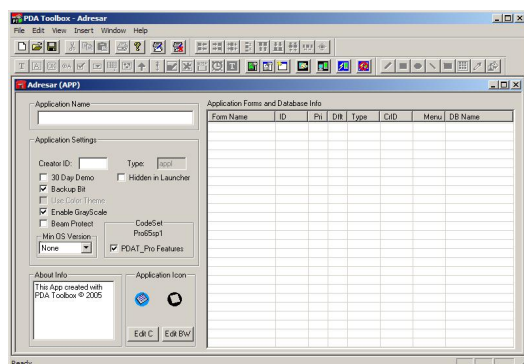 PDA Toolbox - Adresar
File Edit View Insert Window Help
Adresar (APP)
Application Name
Application Settings
Creator ID:
Type: appl
30 Day Demo
Hidden in Launcher
Backup Bit
Use Color Theme
Enable GrayScale
Beam Protect
Min OS Version
None
CodeSet
Pro65sp1
PDAT_Pro Features
About Info
This App created with
PDA Toolbox © 2005
Application Icon
Edit C Edit BW
Application Forms and Database Info
Form Name ID Pri Dflt Type CrID Menu DB Name
Ready